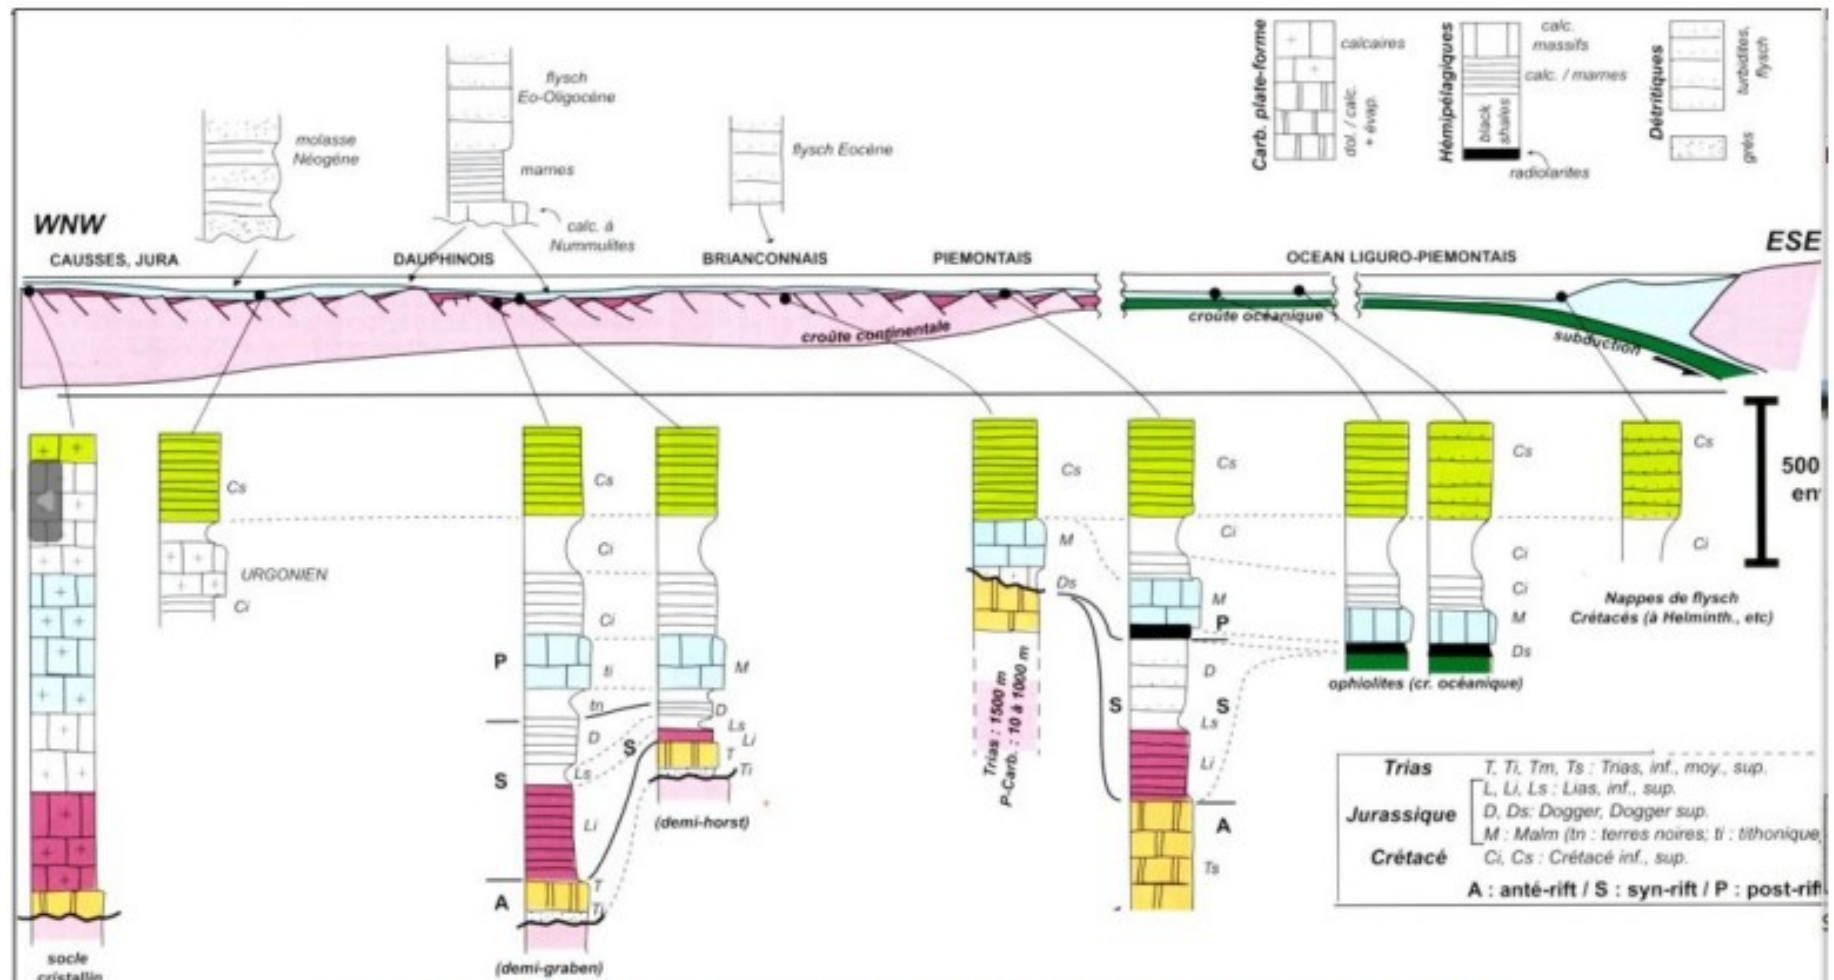 Carb. plate-forme
calcaires
dol. / calc.
+ évap.
Hémipélagiques
calc.
massifs
calc. / marnes
black
shales
radiolarites
Détritiques
turbidites,
flysch
grés
flysch
Eo-Oligocéne
molasse
Néogéne
marnes
calc. à
Nummulites
flysch Eocéne
WNW
ESE
CAUSSES, JURA
DAUPHINOIS
BRIANCONNAIS
PIEMONTAIS
OCEAN LIGURO-PIEMONTAIS
croûte continentale
croûte océanique
subduction
Cs
URGONIEN
Ci
Cs
Ci
Ci
ti
tn
D
Ls
Li
T
Ti
P
S
A
S
M
D
Ls
Li
T
Ti
(demi-horst)
(demi-graben)
socle
cristallin
Cs
M
Ds
Trias : 1500 m
P-Carb. : 10 à 1000 m
Cs
Ci
M
P
D
S
S
Ls
Li
A
Ts
Cs
Ci
Ci
M
Ds
ophiolites (cr. océanique)
Cs
Ci
Nappes de flysch
Crétacés (à Helminth., etc)
500
Trias T, Ti, Tm, Ts : Trias, inf., moy., sup.
L, Li, Ls : Lias, inf., sup.
Jurassique D, Ds: Dogger, Dogger sup.
M : Malm (tn : terres noires; ti : tithonique
Crétacé Ci, Cs : Crétacé inf., sup.
A : anté-rift / S : syn-rift / P : post-rift